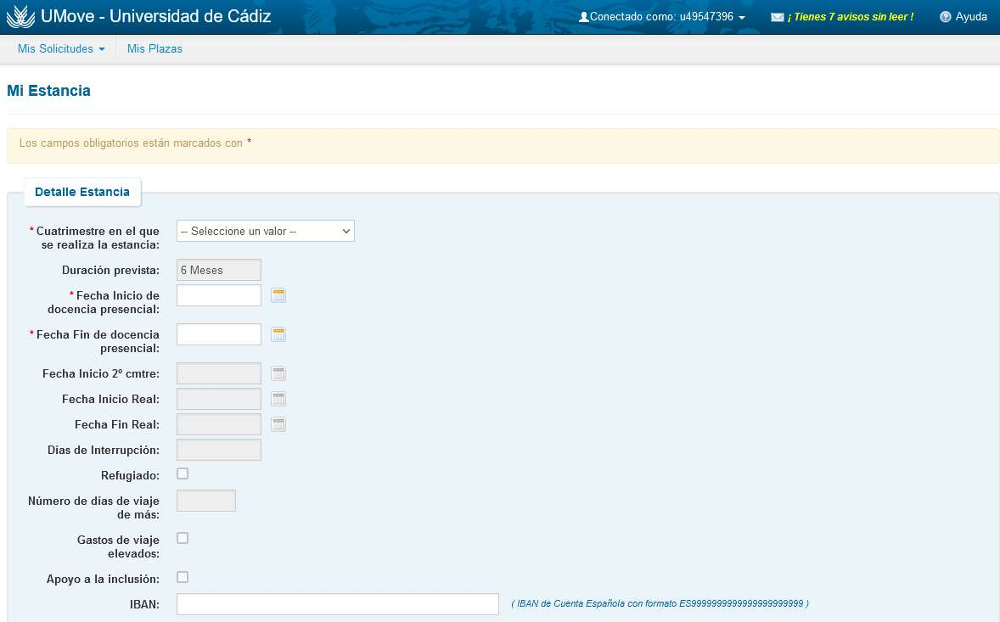 UMove - Universidad de Cádiz
Conectado como: u49547396
¡ Tienes 7 avisos sin leer !
Ayuda
Mis Solicitudes
Mis Plazas
Mi Estancia
Los campos obligatorios están marcados con *
Detalle Estancia
* Cuatrimestre en el que
se realiza la estancia:
-- Seleccione un valor --
Duración prevista:
6 Meses
* Fecha Inicio de
docencia presencial:
* Fecha Fin de docencia
presencial:
Fecha Inicio 2º cmtre:
Fecha Inicio Real:
Fecha Fin Real:
Días de Interrupción:
Refugiado:
Número de días de viaje
de más:
Gastos de viaje
elevados:
Apoyo a la inclusión:
IBAN:
( IBAN de Cuenta Española con formato ES9999999999999999999999 )